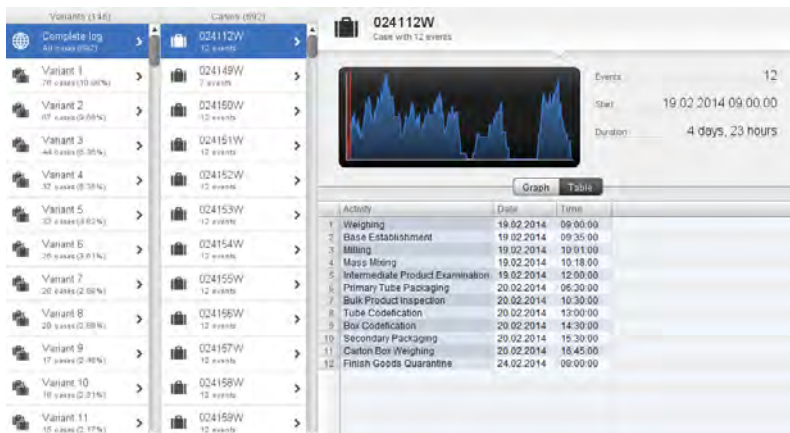 Variants (146)
Complete log
All cases (692)
Variant 1
Variant 2
Variant 3
Variant 4
Variant 5
Variant 6
Variant 7
Variant 8
Variant 9
Variant 10
Variant 11
Cases (692)
024112W
12 events
024149W
7 events
024150W
12 events
024151W
12 events
024152W
12 events
024153W
12 events
024154W
12 events
024155W
12 events
024156W
12 events
024157W
12 events
024158W
12 events
024159W
12 events
024112W
Case with 12 events
Events 12
Start 19.02.2014 09:00:00
Duration 4 days, 23 hours
Graph Table
Activity Date Time
1 Weighing 19.02.2014 09:00:00
2 Base Establishment 19.02.2014 09:35:00
3 Milling 19.02.2014 10:01:00
4 Mass Mixing 19.02.2014 10:18:00
5 Intermediate Product Examination 19.02.2014 12:00:00
6 Primary Tube Packaging 20.02.2014 06:30:00
7 Bulk Product Inspection 20.02.2014 10:30:00
8 Tube Codefication 20.02.2014 13:00:00
9 Box Codefication 20.02.2014 14:30:00
10 Secondary Packaging 20.02.2014 15:30:00
11 Carton Box Weighing 20.02.2014 16:45:00
12 Finish Goods Quarantine 24.02.2014 08:00:00